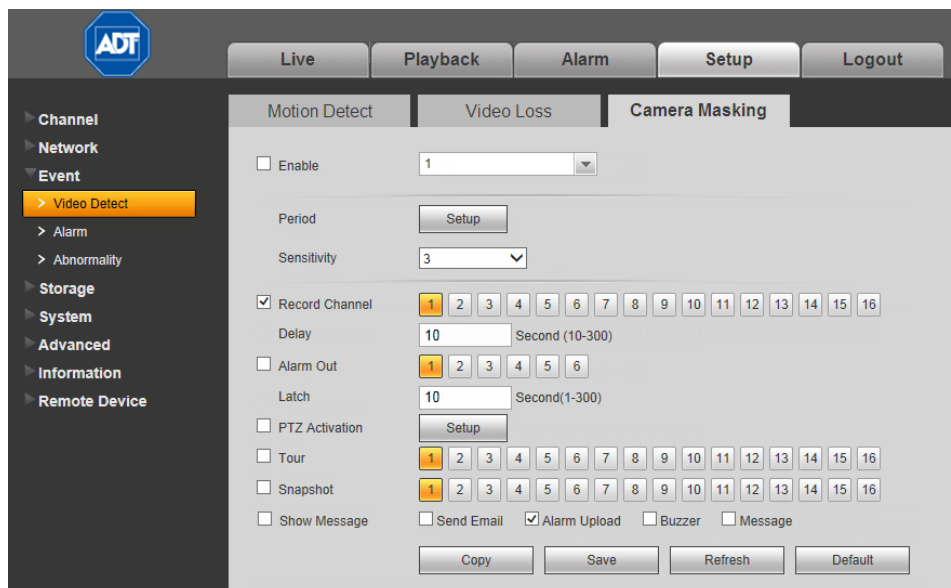 ADT
Live Playback Alarm Setup Logout
Motion Detect Video Loss Camera Masking
Channel
Network
Event
> Video Detect
> Alarm
> Abnormality
Storage
System
Advanced
Information
Remote Device
Enable 1
Period Setup
Sensitivity 3
Record Channel 1 2 3 4 5 6 7 8 9 10 11 12 13 14 15 16
Delay 10 Second (10-300)
Alarm Out 1 2 3 4 5 6
Latch 10 Second(1-300)
PTZ Activation Setup
Tour 1 2 3 4 5 6 7 8 9 10 11 12 13 14 15 16
Snapshot 1 2 3 4 5 6 7 8 9 10 11 12 13 14 15 16
Show Message Send Email Alarm Upload Buzzer Message
Copy Save Refresh Default